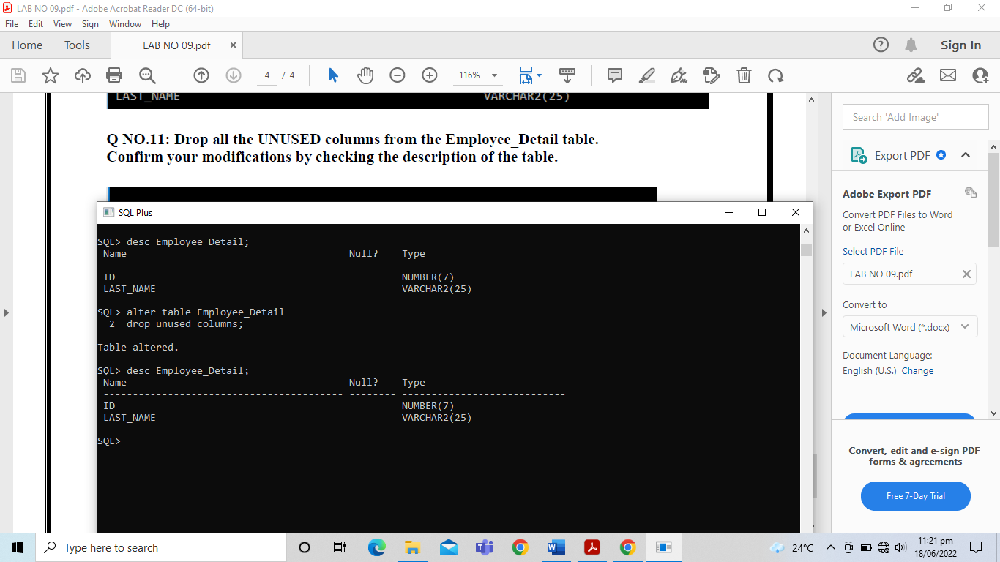 LAB NO 09.pdf - Adobe Acrobat Reader DC (64-bit)
File Edit View Sign Window Help
Home Tools LAB NO 09.pdf × Sign In
4 / 4 116%
LAST_NAME VARCHAR2(25)
Q NO.11: Drop all the UNUSED columns from the Employee_Detail table.
Confirm your modifications by checking the description of the table.
SQL Plus
SQL> desc Employee_Detail;
Name Null? Type
----------------------------------------- -------- ----------------------------
ID NUMBER(7)
LAST_NAME VARCHAR2(25)
SQL> alter table Employee_Detail
2 drop unused columns;
Table altered.
SQL> desc Employee_Detail;
Name Null? Type
----------------------------------------- -------- ----------------------------
ID NUMBER(7)
LAST_NAME VARCHAR2(25)
SQL>
Search 'Add Image'
Export PDF
Adobe Export PDF
Convert PDF Files to Word
or Excel Online
Select PDF File
LAB NO 09.pdf
Convert to
Microsoft Word (*.docx)
Document Language:
English (U.S.) Change
Convert, edit and e-sign PDF
forms & agreements
Free 7-Day Trial
Type here to search
24°C
11:21 pm
18/06/2022